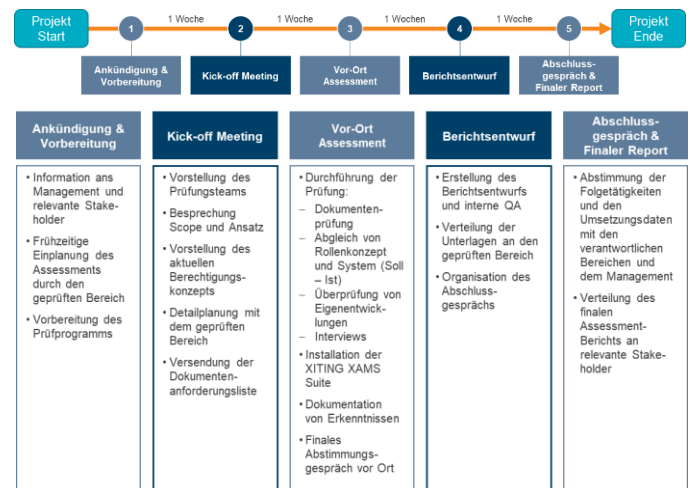 Projekt
Start
1
1 Woche
2
1 Woche
3
1 Wochen
4
1 Woche
5
Projekt
Ende
Ankündigung &
Vorbereitung
Kick-off Meeting
Vor-Ort
Assessment
Berichtsentwurf
Abschluss-
gespräch &
Finaler Report
Ankündigung &
Vorbereitung
• Information ans
Management und
relevante Stake-
holder
• Frühzeitige
Einplanung des
Assessments
durch den
geprüften Bereich
• Vorbereitung des
Prüfprogramms
Kick-off Meeting
• Vorstellung des
Prüfungsteams
• Besprechung
Scope und Ansatz
• Vorstellung des
aktuellen
Berechtigungs-
konzepts
• Detailplanung mit
dem geprüften
Bereich
• Versendung der
Dokumenten-
anforderungsliste
Vor-Ort
Assessment
• Durchführung der
Prüfung:
– Dokumenten-
prüfung
– Abgleich von
Rollenkonzept
und System (Soll
– Ist)
– Überprüfung von
Eigenentwick-
lungen
– Interviews
• Installation der
XITING XAMS
Suite
• Dokumentation
von Erkenntnissen
• Finales
Abstimmungs-
gespräch vor Ort
Berichtsentwurf
• Erstellung des
Berichtsentwurfs
und interne QA
• Verteilung der
Unterlagen an den
geprüften Bereich
• Organisation des
Abschluss-
gesprächs
Abschluss-
gespräch &
Finaler Report
• Abstimmung der
Folgetätigkeiten
und den
Umsetzungsdaten
mit den
verantwortlichen
Bereichen und
dem Management
• Verteilung des
finalen
Assessment-
Berichts an
relevante Stake-
holder